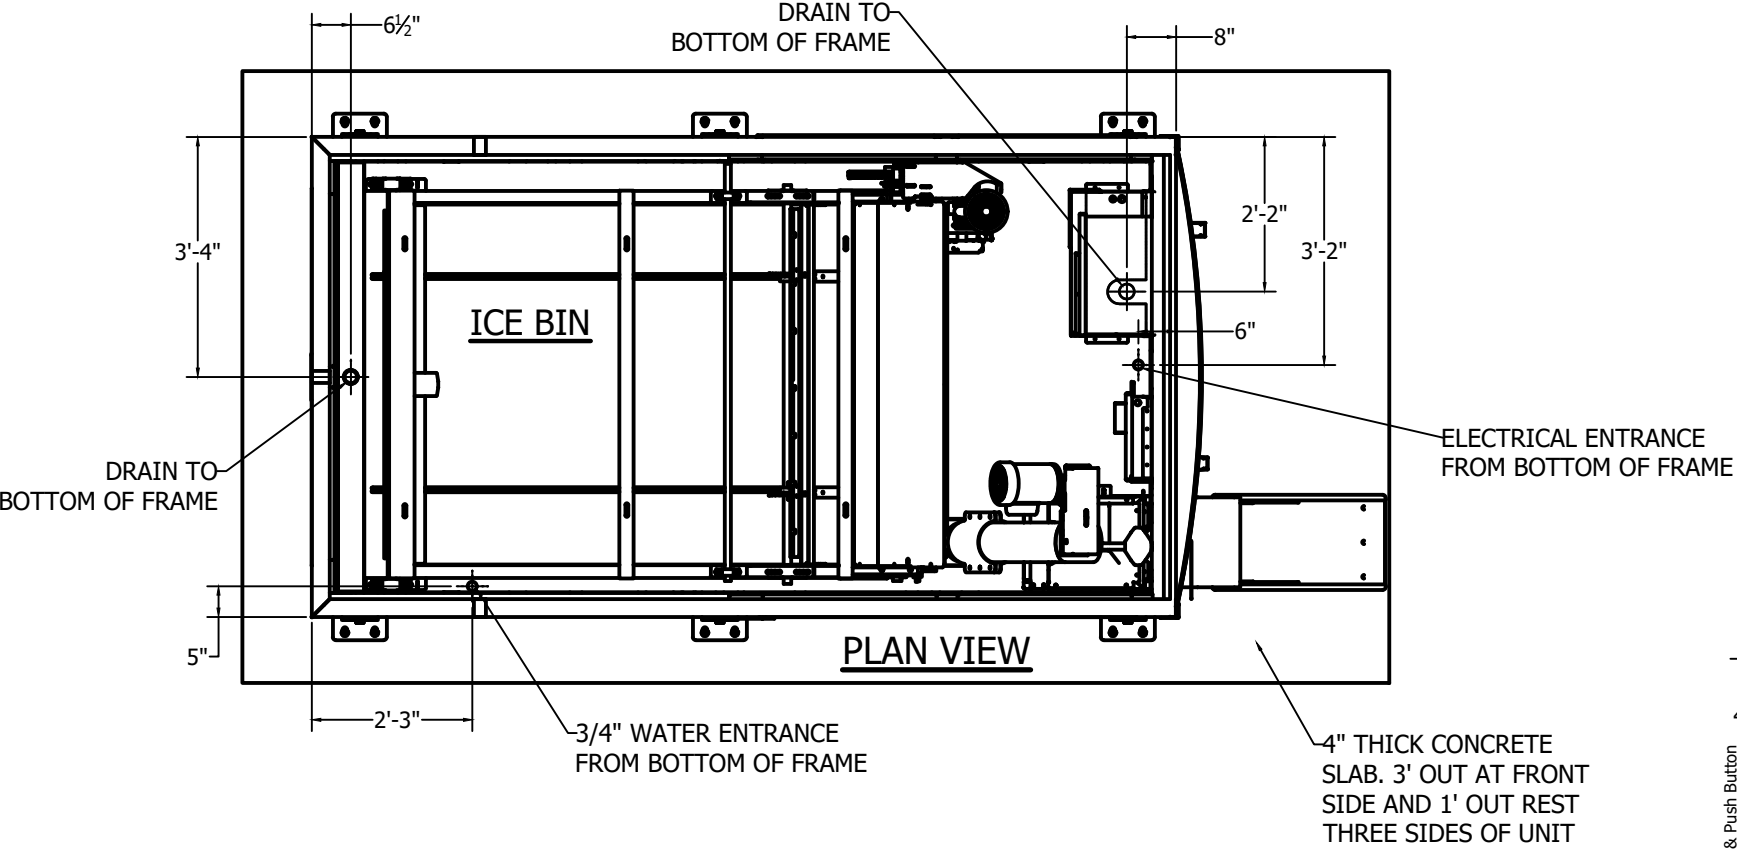 6½"
DRAIN TO
BOTTOM OF FRAME
8"
3'-4"
2'-2"
3'-2"
ICE BIN
6"
DRAIN TO
BOTTOM OF FRAME
ELECTRICAL ENTRANCE
FROM BOTTOM OF FRAME
5"
PLAN VIEW
2'-3"
3/4" WATER ENTRANCE
FROM BOTTOM OF FRAME
4" THICK CONCRETE
SLAB. 3' OUT AT FRONT
SIDE AND 1' OUT REST
THREE SIDES OF UNIT
& Push Button